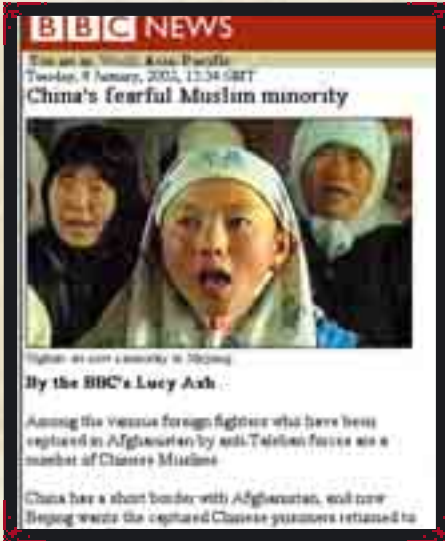 BBC NEWS
You are in: World: Asia-Pacific
Tuesday, 8 January, 2002, 13:34 GMT
China's fearful Muslim minority
By the BBC's Lucy Ash
Among the various foreign fighters who have been
captured in Afghanistan by anti-Taleban forces are a
number of Chinese Muslims
China has a short border with Afghanistan, and now
Beijing wants the captured Chinese prisoners returned to